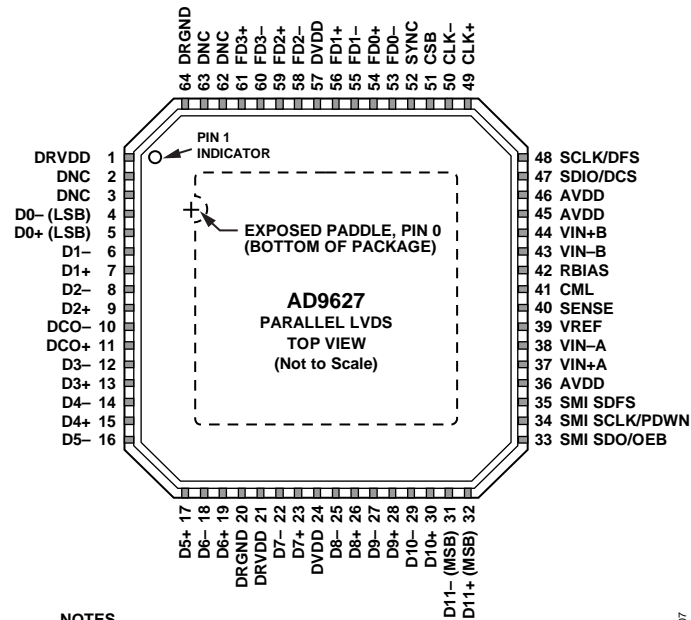 64 DRGND
63 DNC
62 DNC
61 FD3+
60 FD3–
59 FD2+
58 FD2–
57 DVDD
56 FD1+
55 FD1–
54 FD0+
53 FD0–
52 SYNC
51 CSB
50 CLK–
49 CLK+
PIN 1
INDICATOR
DRVDD 1
DNC 2
DNC 3
D0– (LSB) 4
D0+ (LSB) 5
D1– 6
D1+ 7
D2– 8
D2+ 9
DCO– 10
DCO+ 11
D3– 12
D3+ 13
D4– 14
D4+ 15
D5– 16
EXPOSED PADDLE, PIN 0
(BOTTOM OF PACKAGE)
AD9627
PARALLEL LVDS
TOP VIEW
(Not to Scale)
48 SCLK/DFS
47 SDIO/DCS
46 AVDD
45 AVDD
44 VIN+B
43 VIN–B
42 RBIAS
41 CML
40 SENSE
39 VREF
38 VIN–A
37 VIN+A
36 AVDD
35 SMI SDFS
34 SMI SCLK/PDWN
33 SMI SDO/OEB
D5+ 17
D6– 18
D6+ 19
DRGND 20
DRVDD 21
D7– 22
D7+ 23
DVDD 24
D8– 25
D8+ 26
D9– 27
D9+ 28
D10– 29
D10+ 30
D11– (MSB) 31
D11+ (MSB) 32